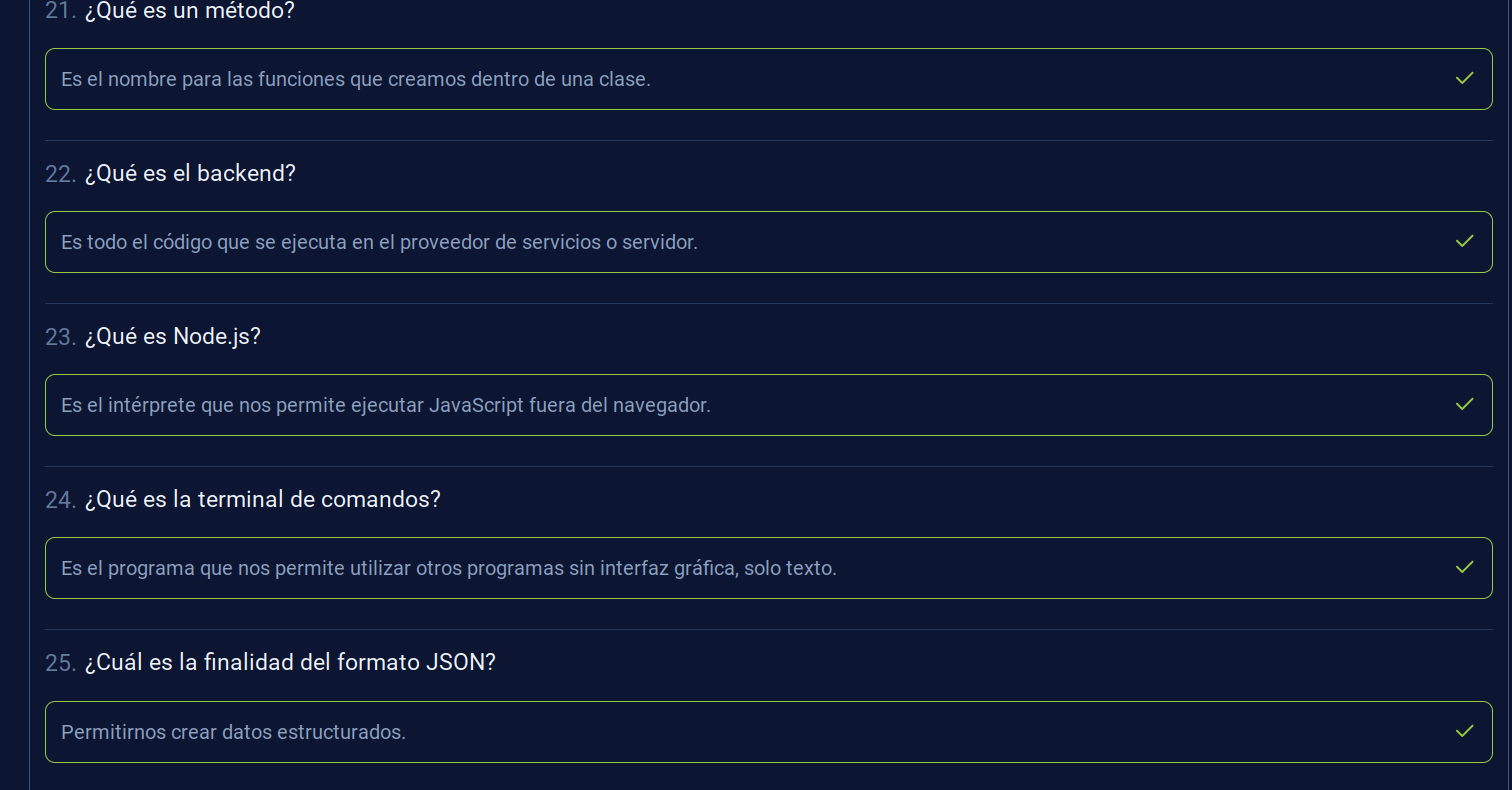 21. ¿Qué es un método?
Es el nombre para las funciones que creamos dentro de una clase.
22. ¿Qué es el backend?
Es todo el código que se ejecuta en el proveedor de servicios o servidor.
23. ¿Qué es Node.js?
Es el intérprete que nos permite ejecutar JavaScript fuera del navegador.
24. ¿Qué es la terminal de comandos?
Es el programa que nos permite utilizar otros programas sin interfaz gráfica, solo texto.
25. ¿Cuál es la finalidad del formato JSON?
Permitirnos crear datos estructurados.